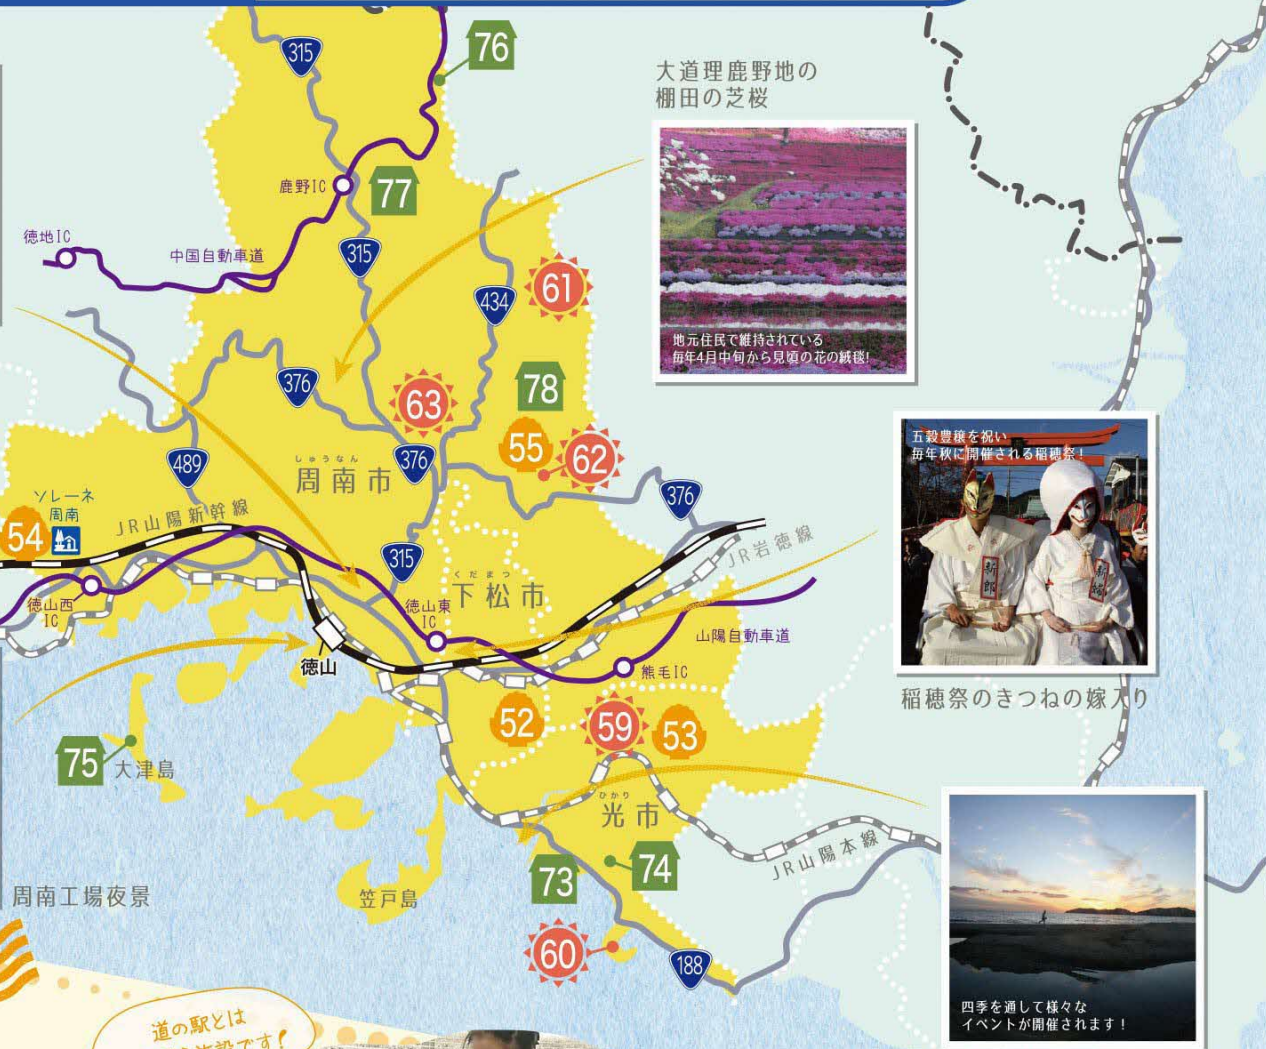 315
76
大道理鹿野地の
棚田の芝桜
鹿野IC
77
徳地IC
中国自動車道
315
434
61
地元住民で維持されている
毎年4月中旬から見頃の花の絨毯!
376
63
78
55
62
五穀豊穣を祝い
毎年秋に開催される稲穂祭!
489
しゅうなん
周南市
376
376
ソレーネ
周南
54
JR山陽新幹線
JR岩徳線
315
くだまつ
下松市
新郎
新婦
徳山西
IC
徳山東
IC
山陽自動車道
徳山
熊毛IC
稲穂祭のきつねの嫁入り
52
59
53
75
大津島
ひかり
光市
JR山陽本線
73
74
周南工場夜景
笠戸島
60
188
四季を通して様々な
イベントが開催されます!
道の駅とは
施設です!